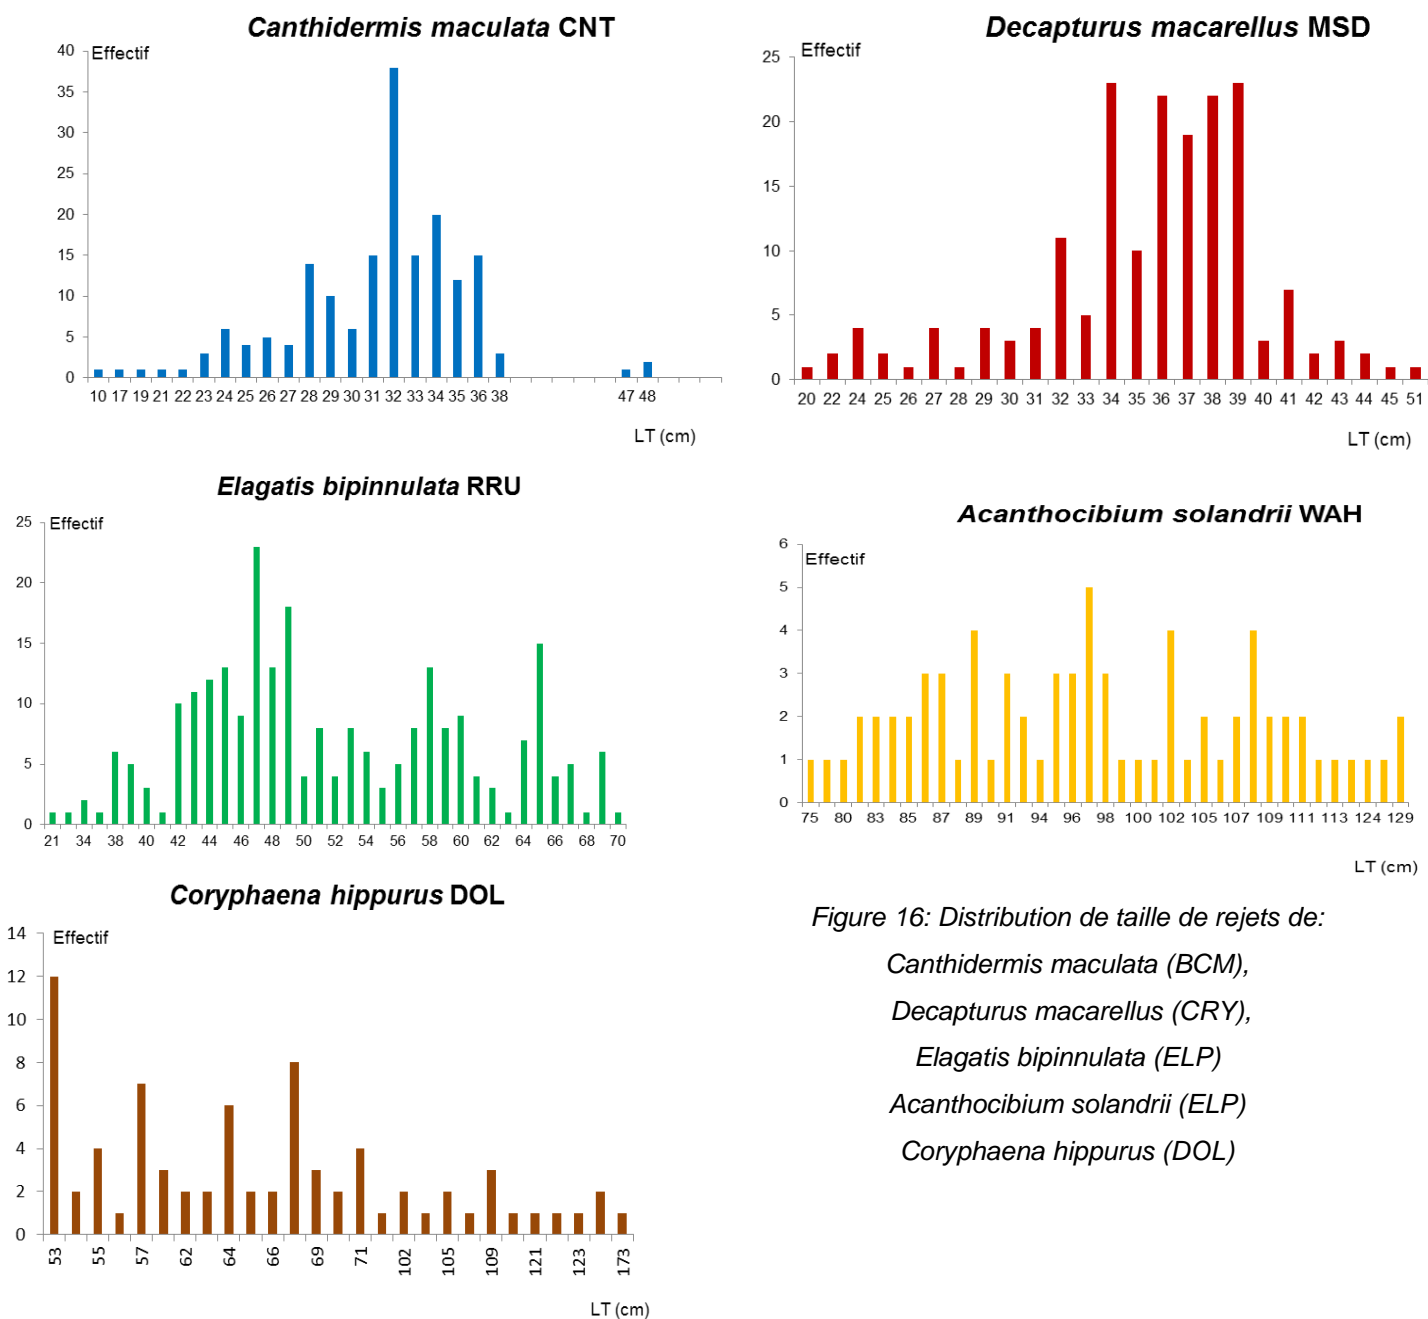 Canthidermis maculata CNT
Effectif
40
35
30
25
20
15
10
5
0
10 17 19 21 22 23 24 25 26 27 28 29 30 31 32 33 34 35 36 38 47 48
LT (cm)
Decapturus macarellus MSD
Effectif
25
20
15
10
5
0
20 22 24 25 26 27 28 29 30 31 32 33 34 35 36 37 38 39 40 41 42 43 44 45 51
LT (cm)
Elagatis bipinnulata RRU
Effectif
25
20
15
10
5
0
21 34 38 40 42 44 46 48 50 52 54 56 58 60 62 64 66 68 70
Acanthocibium solandrii WAH
Effectif
6
5
4
3
2
1
0
75 80 83 85 87 89 91 94 96 98 100 102 105 107 109 111 113 124 129
LT (cm)
Coryphaena hippurus DOL
Effectif
14
12
10
8
6
4
2
0
53 55 57 62 64 66 69 71 102 105 109 121 123 173
LT (cm)
Figure 16: Distribution de taille de rejets de:
Canthidermis maculata (BCM),
Decapturus macarellus (CRY),
Elagatis bipinnulata (ELP)
Acanthocibium solandrii (ELP)
Coryphaena hippurus (DOL)